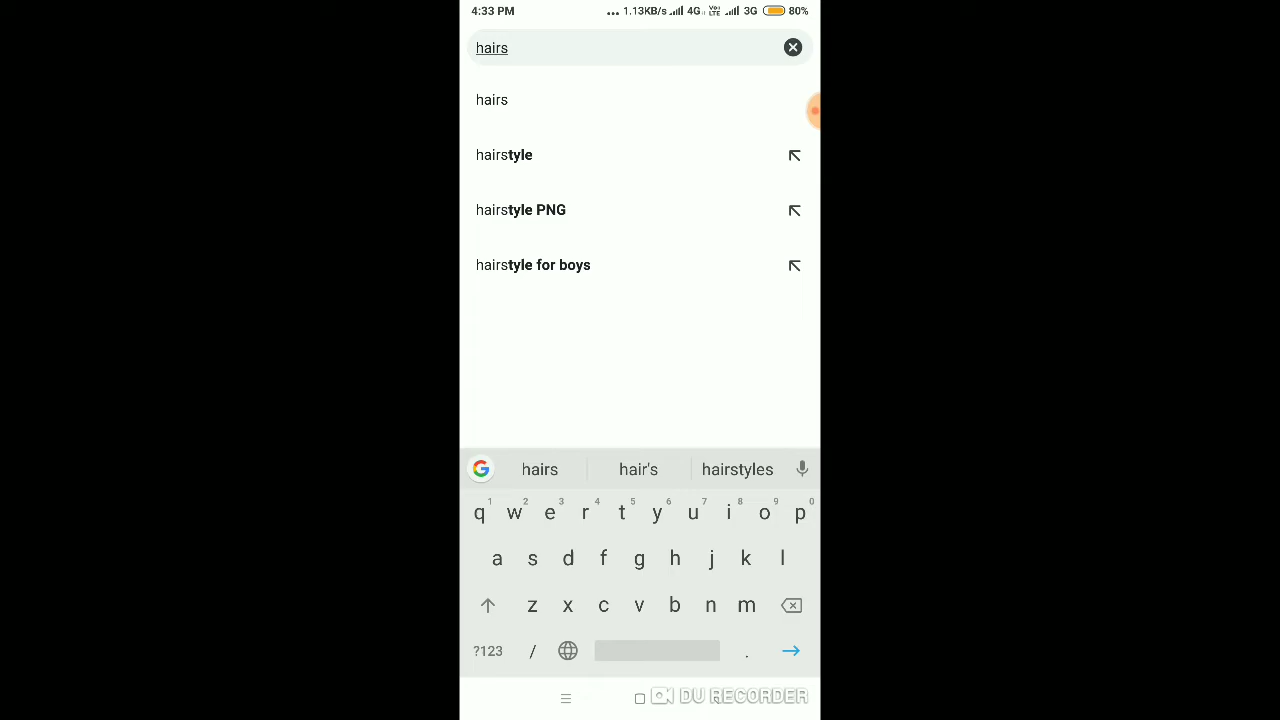 4:33 PM ... 1.13KB/s 4G VoLTE 3G 80%
hairs
hairs
hairstyle
hairstyle PNG
hairstyle for boys
G hairs hair's hairstyles
1 2 3 4 5 6 7 8 9 0
q w e r t y u i o p
a s d f g h j k l
z x c v b n m
?123 / .
DU RECORDER